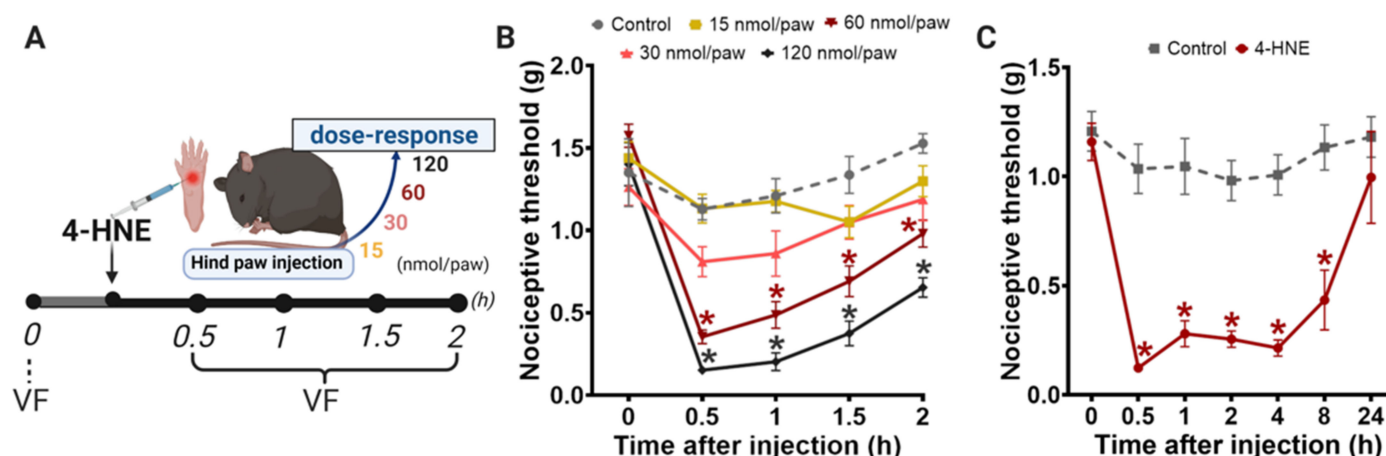 A
dose-response
120
60
30
15
4-HNE
Hind paw injection
(nmol/paw)
(h)
0
0.5
1
1.5
2
VF
VF
B
Control
15 nmol/paw
60 nmol/paw
30 nmol/paw
120 nmol/paw
Nociceptive threshold (g)
2.0
1.5
1.0
0.5
0.0
*
*
*
*
*
*
*
*
0 0.5 1 1.5 2
Time after injection (h)
C
Control
4-HNE
Nociceptive threshold (g)
1.5
1.0
0.5
0.0
*
*
*
*
*
0 0.5 1 2 4 8 24
Time after injection (h)